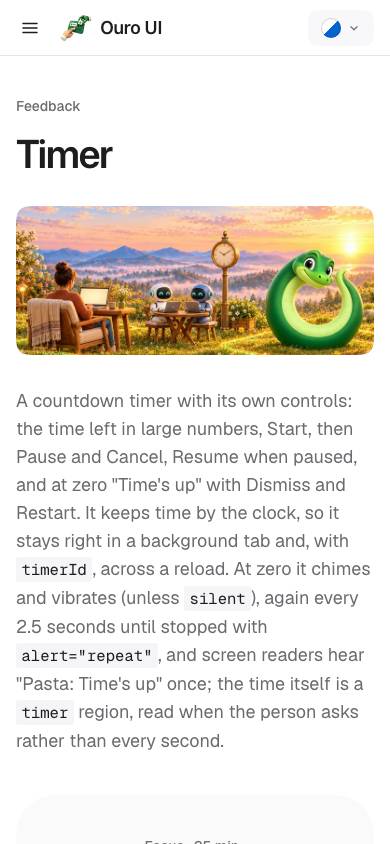 Ouro UI
Feedback
Timer
A countdown timer with its own controls:
the time left in large numbers, Start, then
Pause and Cancel, Resume when paused,
and at zero "Time's up" with Dismiss and
Restart. It keeps time by the clock, so it
stays right in a background tab and, with
timerId, across a reload. At zero it chimes
and vibrates (unless silent), again every
2.5 seconds until stopped with
alert="repeat", and screen readers hear
"Pasta: Time's up" once; the time itself is a
timer region, read when the person asks
rather than every second.